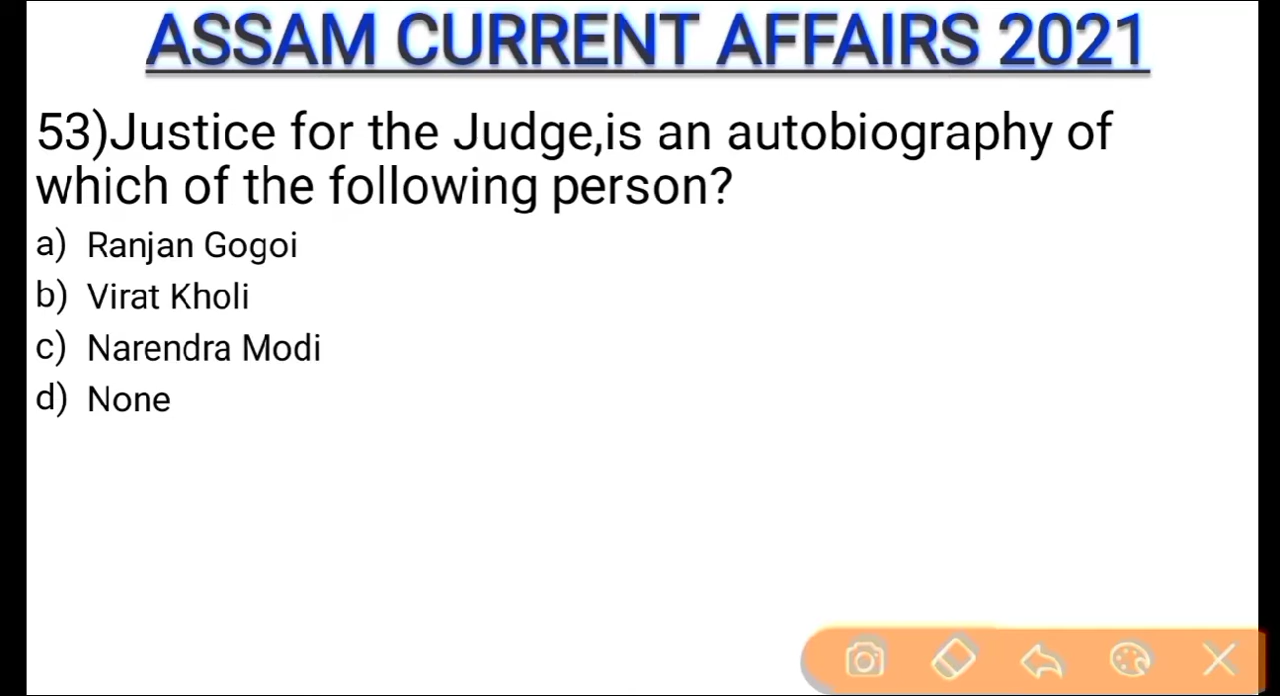 ASSAM CURRENT AFFAIRS 2021
53)Justice for the Judge,is an autobiography of
which of the following person?
a) Ranjan Gogoi
b) Virat Kholi
c) Narendra Modi
d) None